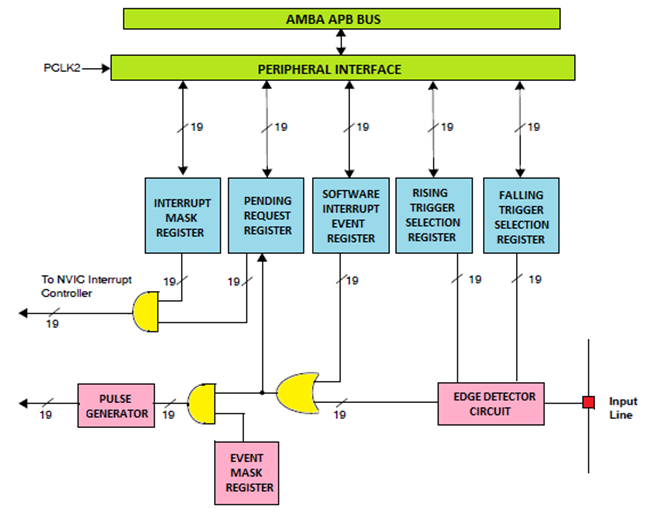 AMBA APB BUS
PCLK2
PERIPHERAL INTERFACE
19
19
19
19
19
INTERRUPT
MASK
REGISTER
PENDING
REQUEST
REGISTER
SOFTWARE
INTERRUPT
EVENT
REGISTER
RISING
TRIGGER
SELECTION
REGISTER
FALLING
TRIGGER
SELECTION
REGISTER
To NVIC Interrupt
Controller
19
19
19
19
19
19
19
PULSE
GENERATOR
19
19
EDGE DETECTOR
CIRCUIT
Input
Line
EVENT
MASK
REGISTER